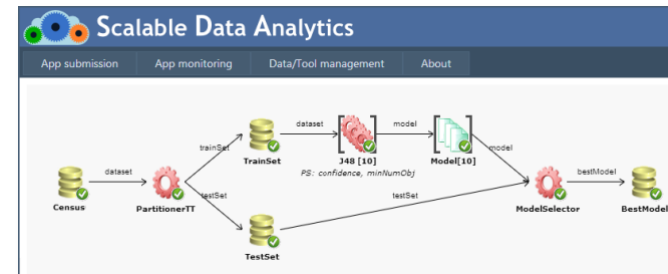 Scalable Data Analytics
App submission App monitoring Data/Tool management About
dataset
model
trainSet
model
TrainSet
J48 [10]
Model[10]
PS: confidence, minNumObj
dataset
bestModel
testSet
testSet
Census
PartitionerTT
ModelSelector
BestModel
TestSet